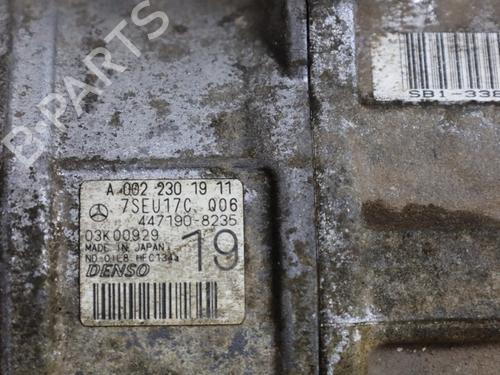 B-PARTS
SB1-338
A 002 230 19 11
7SEU17C Q06
447190-8235
03K00929
MADE IN JAPAN
ND-OIL8 HFC134a
19
DENSO